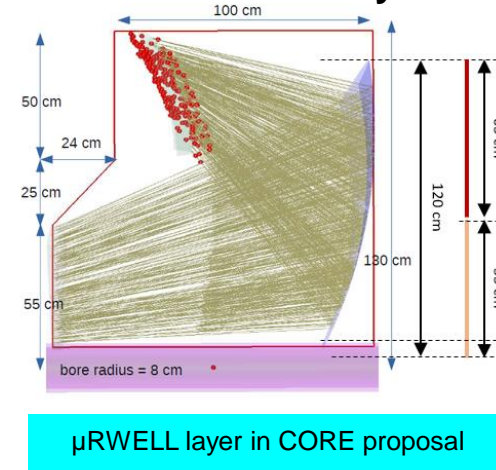 100 cm
50 cm
24 cm
25 cm
120 cm
130 cm
55 cm
bore radius = 8 cm
µRWELL layer in CORE proposal